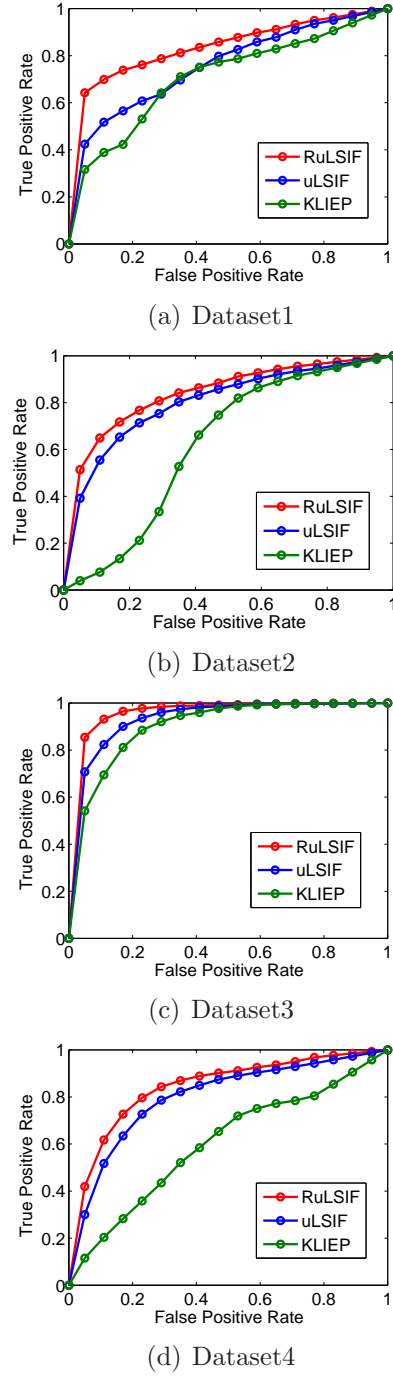 True Positive Rate
1
0.8
0.6
0.4
0.2
0
RuLSIF
uLSIF
KLIEP
0 0.2 0.4 0.6 0.8 1
False Positive Rate
(a) Dataset1
True Positive Rate
1
0.8
0.6
0.4
0.2
0
RuLSIF
uLSIF
KLIEP
0 0.2 0.4 0.6 0.8 1
False Positive Rate
(b) Dataset2
True Positive Rate
1
0.8
0.6
0.4
0.2
0
RuLSIF
uLSIF
KLIEP
0 0.2 0.4 0.6 0.8 1
False Positive Rate
(c) Dataset3
True Positive Rate
1
0.8
0.6
0.4
0.2
0
RuLSIF
uLSIF
KLIEP
0 0.2 0.4 0.6 0.8 1
False Positive Rate
(d) Dataset4